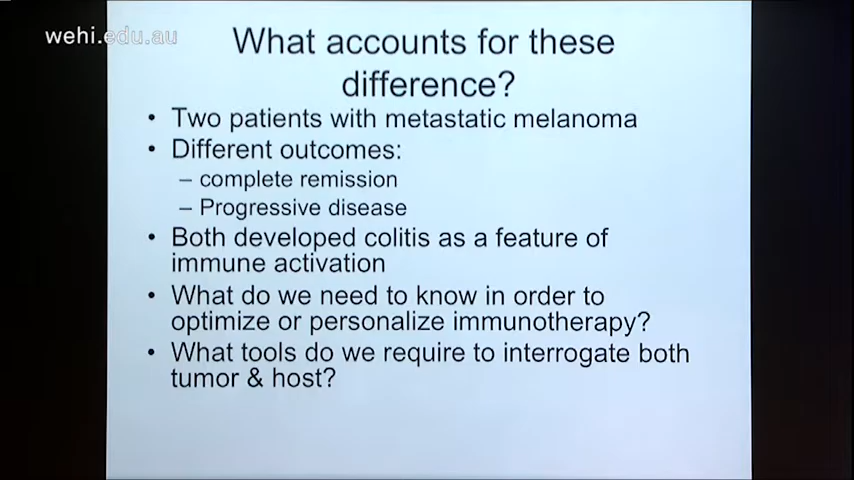 wehi.edu.au
What accounts for these
difference?
• Two patients with metastatic melanoma
• Different outcomes:
– complete remission
– Progressive disease
• Both developed colitis as a feature of
immune activation
• What do we need to know in order to
optimize or personalize immunotherapy?
• What tools do we require to interrogate both
tumor & host?